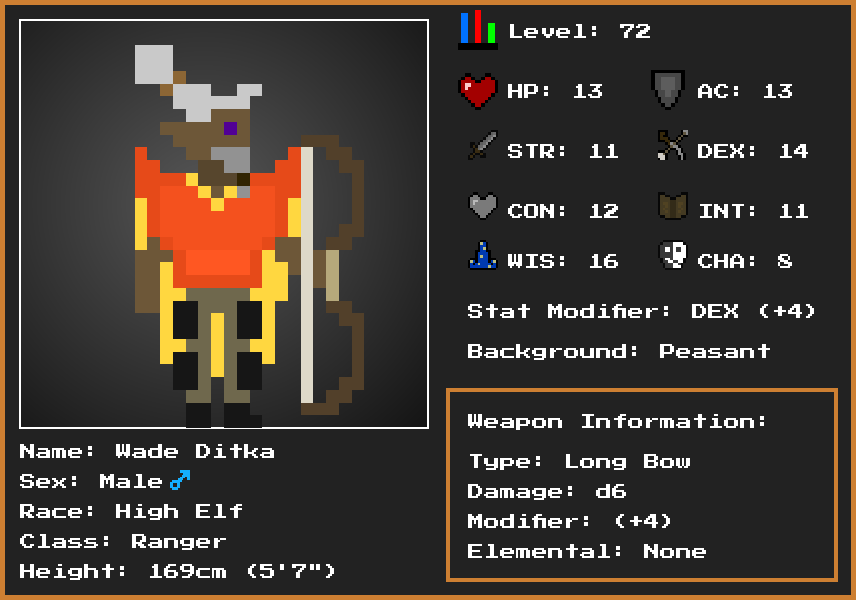 Level: 72
HP: 13 AC: 13
STR: 11 DEX: 14
CON: 12 INT: 11
WIS: 16 CHA: 8
Stat Modifier: DEX (+4)
Background: Peasant
Weapon Information:
Type: Long Bow
Damage: d6
Modifier: (+4)
Elemental: None
Name: Wade Ditka
Sex: Male ♂
Race: High Elf
Class: Ranger
Height: 169cm (5'7")